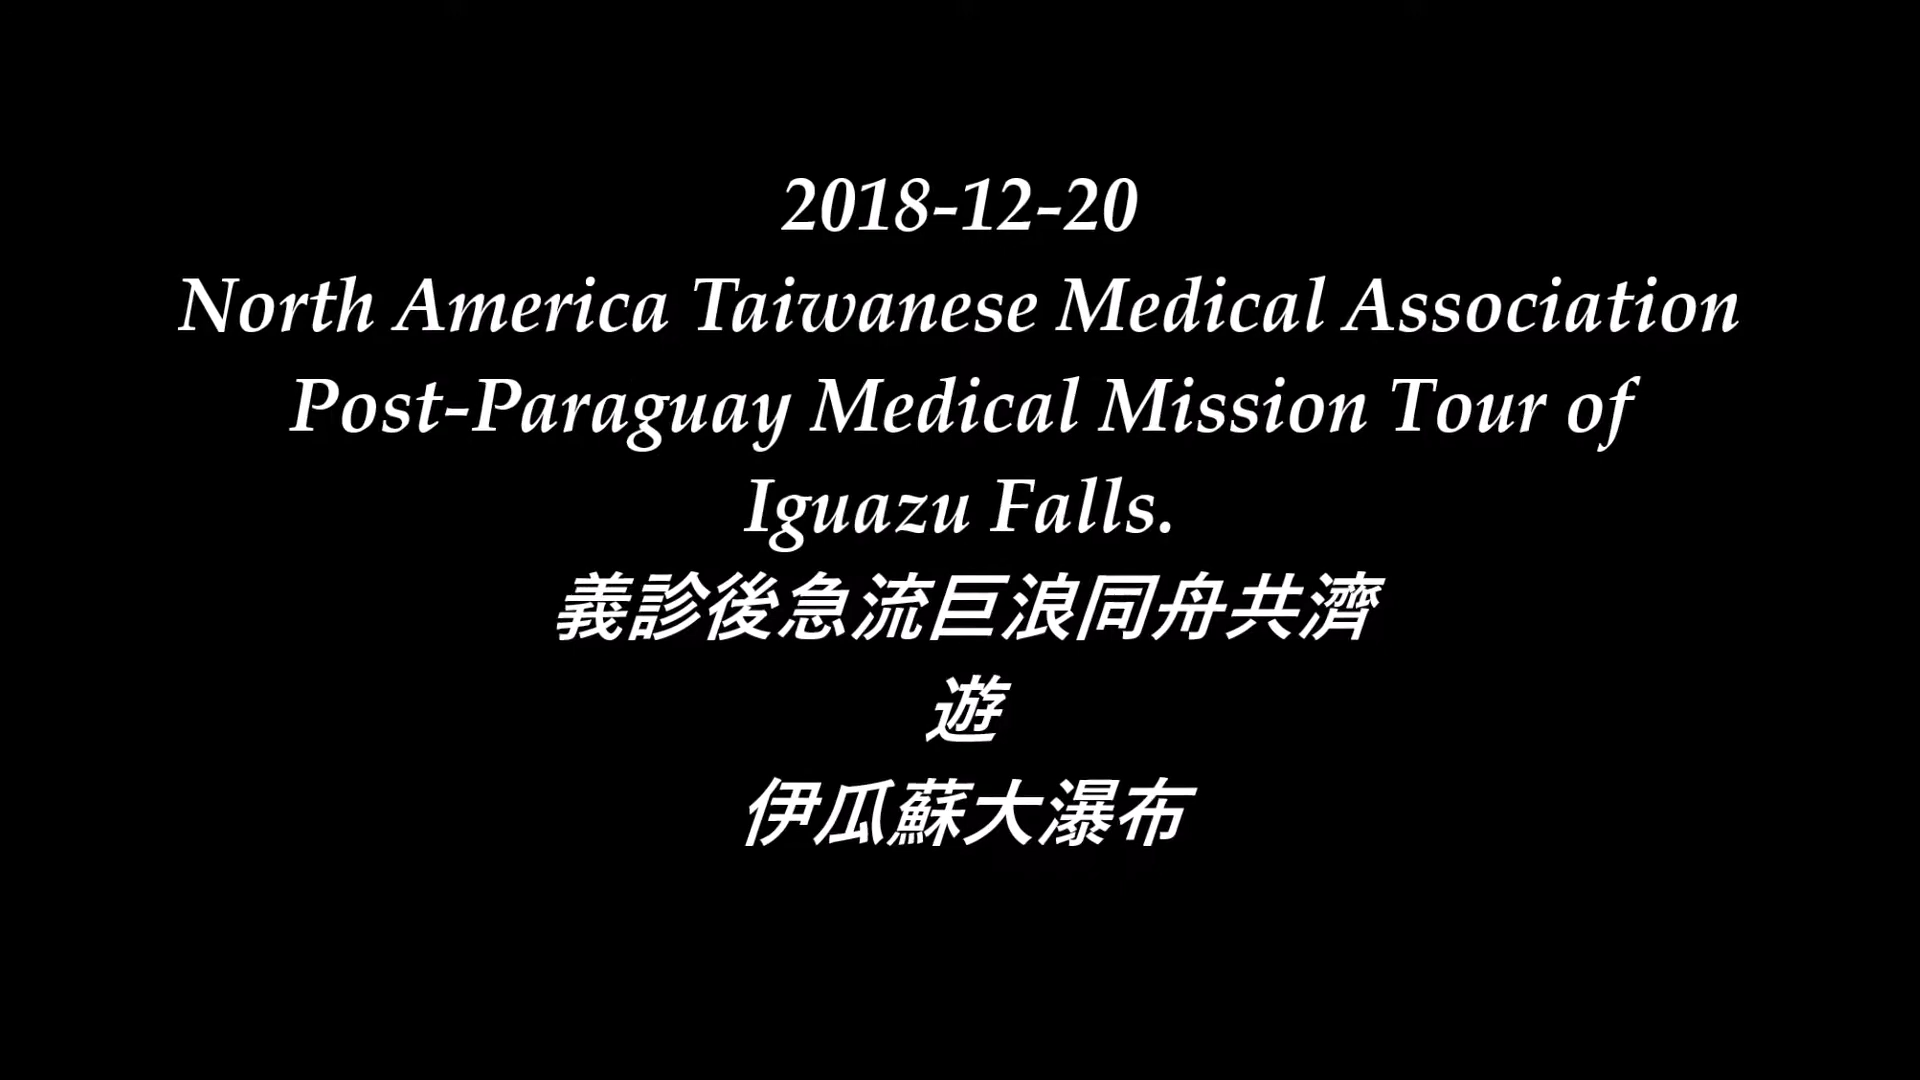 2018-12-20
North America Taiwanese Medical Association
Post-Paraguay Medical Mission Tour of
Iguazu Falls.
義診後急流巨浪同舟共濟
遊
伊瓜蘇大瀑布